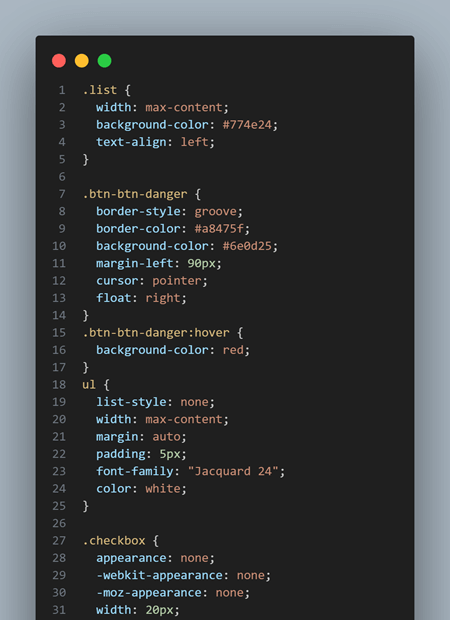 1 .list {
2 width: max-content;
3 background-color: #774e24;
4 text-align: left;
5 }
6
7 .btn-btn-danger {
8 border-style: groove;
9 border-color: #a8475f;
10 background-color: #6e0d25;
11 margin-left: 90px;
12 cursor: pointer;
13 float: right;
14 }
15 .btn-btn-danger:hover {
16 background-color: red;
17 }
18 ul {
19 list-style: none;
20 width: max-content;
21 margin: auto;
22 padding: 5px;
23 font-family: "Jacquard 24";
24 color: white;
25 }
26
27 .checkbox {
28 appearance: none;
29 -webkit-appearance: none;
30 -moz-appearance: none;
31 width: 20px;